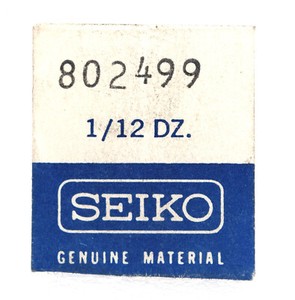 802499
1/12 DZ.
SEIKO
GENUINE MATERIAL